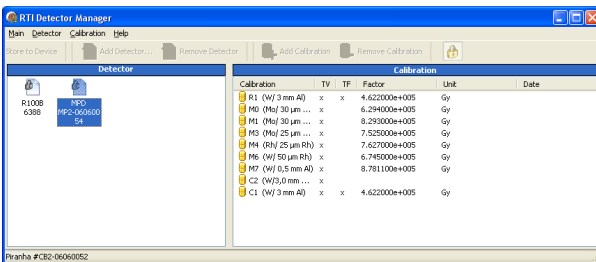 RTI Detector Manager
Main Detector Calibration Help
Store to Device Add Detector... Remove Detector Add Calibration Remove Calibration
Detector
R100B
6388
MPD
MP2-060600
54
Calibration
Calibration TV TF Factor Unit Date
R1 (W/ 3 mm Al) x x 4.622000e+005 Gy
M0 (Mo/ 30 µm ... x 6.294000e+005 Gy
M1 (Mo/ 30 µm ... x 8.293000e+005 Gy
M3 (Mo/ 25 µm ... x 7.525000e+005 Gy
M4 (Rh/ 25 µm Rh) x 7.627000e+005 Gy
M6 (W/ 50 µm Rh) x 6.745000e+005 Gy
M7 (W/ 0,5 mm Al) x 8.781100e+005 Gy
C2 (W/3,0 mm ... x
C1 (W/ 3 mm Al) x x 4.622000e+005 Gy
Piranha #CB2-06060052